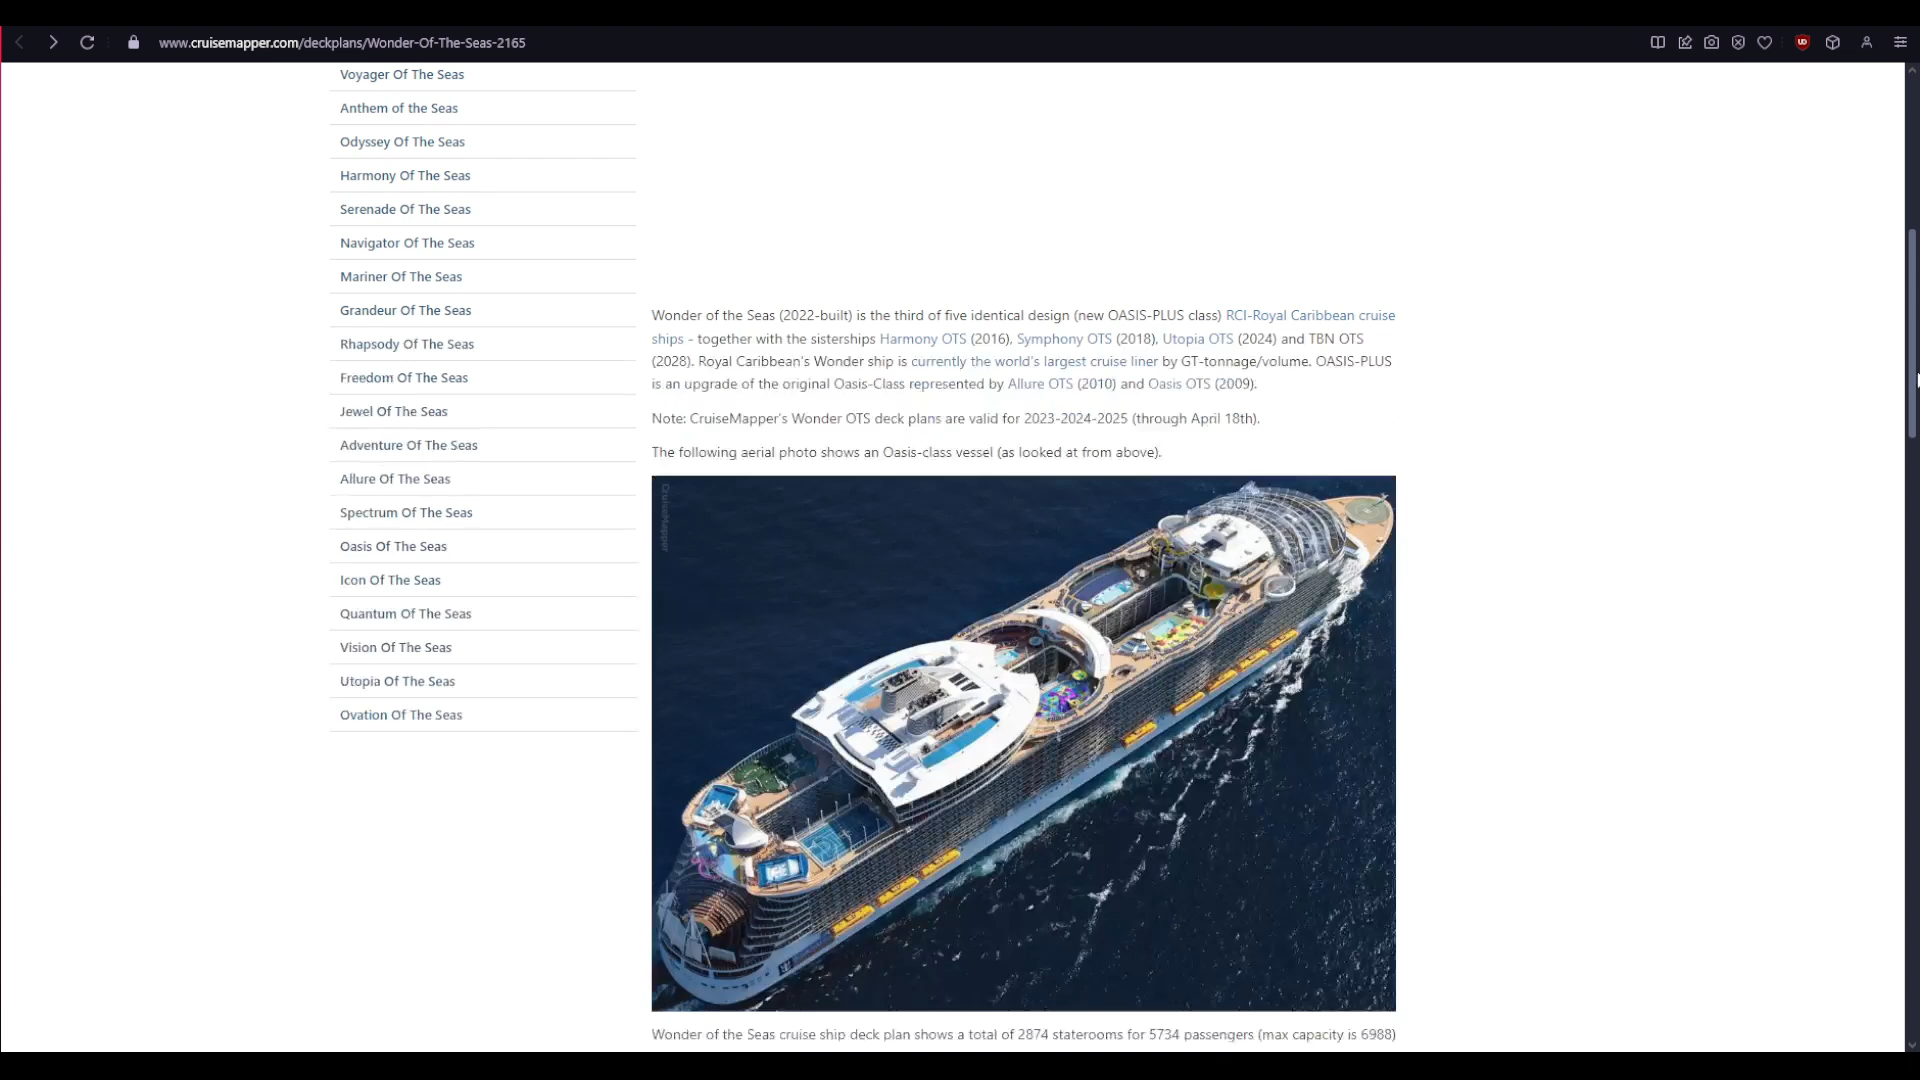 www.cruisemapper.com/deckplans/Wonder-Of-The-Seas-2165
Voyager Of The Seas
Anthem of the Seas
Odyssey Of The Seas
Harmony Of The Seas
Serenade Of The Seas
Navigator Of The Seas
Mariner Of The Seas
Grandeur Of The Seas
Rhapsody Of The Seas
Freedom Of The Seas
Jewel Of The Seas
Adventure Of The Seas
Allure Of The Seas
Spectrum Of The Seas
Oasis Of The Seas
Icon Of The Seas
Quantum Of The Seas
Vision Of The Seas
Utopia Of The Seas
Ovation Of The Seas
Wonder of the Seas (2022-built) is the third of five identical design (new OASIS-PLUS class) RCI-Royal Caribbean cruise
ships - together with the sisterships Harmony OTS (2016), Symphony OTS (2018), Utopia OTS (2024) and TBN OTS
(2028). Royal Caribbean's Wonder ship is currently the world's largest cruise liner by GT-tonnage/volume. OASIS-PLUS
is an upgrade of the original Oasis-Class represented by Allure OTS (2010) and Oasis OTS (2009).
Note: CruiseMapper's Wonder OTS deck plans are valid for 2023-2024-2025 (through April 18th).
The following aerial photo shows an Oasis-class vessel (as looked at from above).
CruiseMapper
Wonder of the Seas cruise ship deck plan shows a total of 2874 staterooms for 5734 passengers (max capacity is 6988)